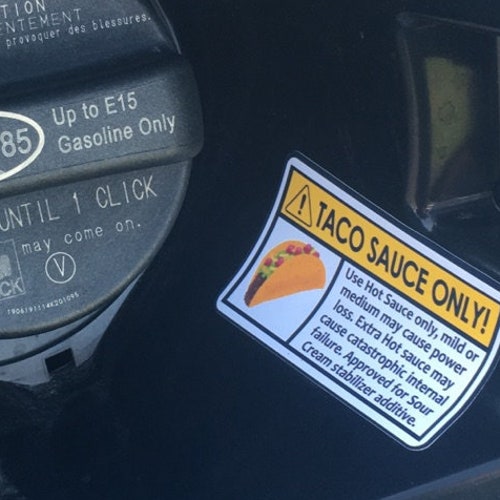 TION
ENTEMENT
provoquer des blessures.
85
Up to E15
Gasoline Only
UNTIL 1 CLICK
may come on.
CK
V
TACO SAUCE ONLY!
Use Hot Sauce only, mild or
medium may cause power
loss. Extra Hot sauce may
cause catastrophic internal
failure. Approved for Sour
Cream stabilizer additive.